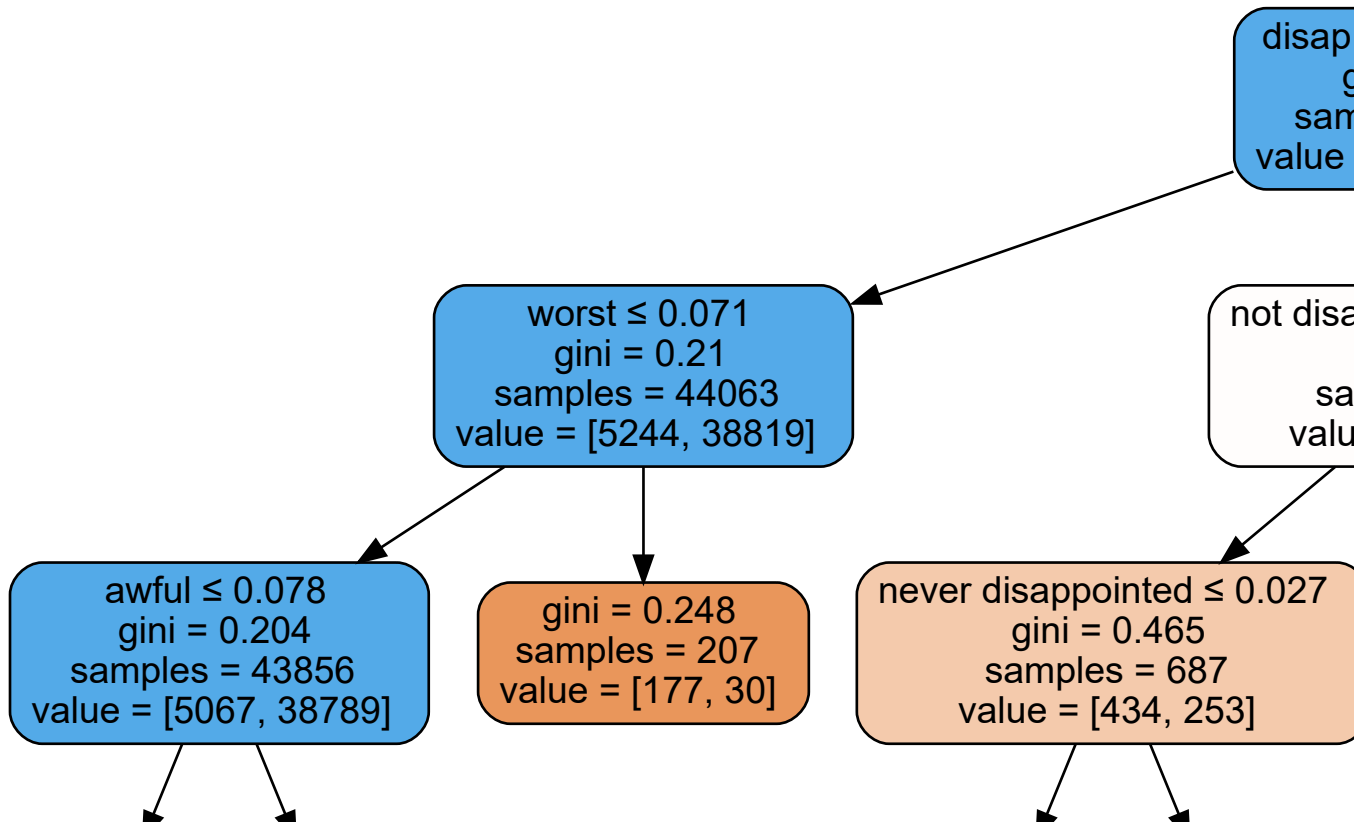 disap
g
sam
value
worst ≤ 0.071
gini = 0.21
samples = 44063
value = [5244, 38819]
not disa
sa
valu
awful ≤ 0.078
gini = 0.204
samples = 43856
value = [5067, 38789]
gini = 0.248
samples = 207
value = [177, 30]
never disappointed ≤ 0.027
gini = 0.465
samples = 687
value = [434, 253]